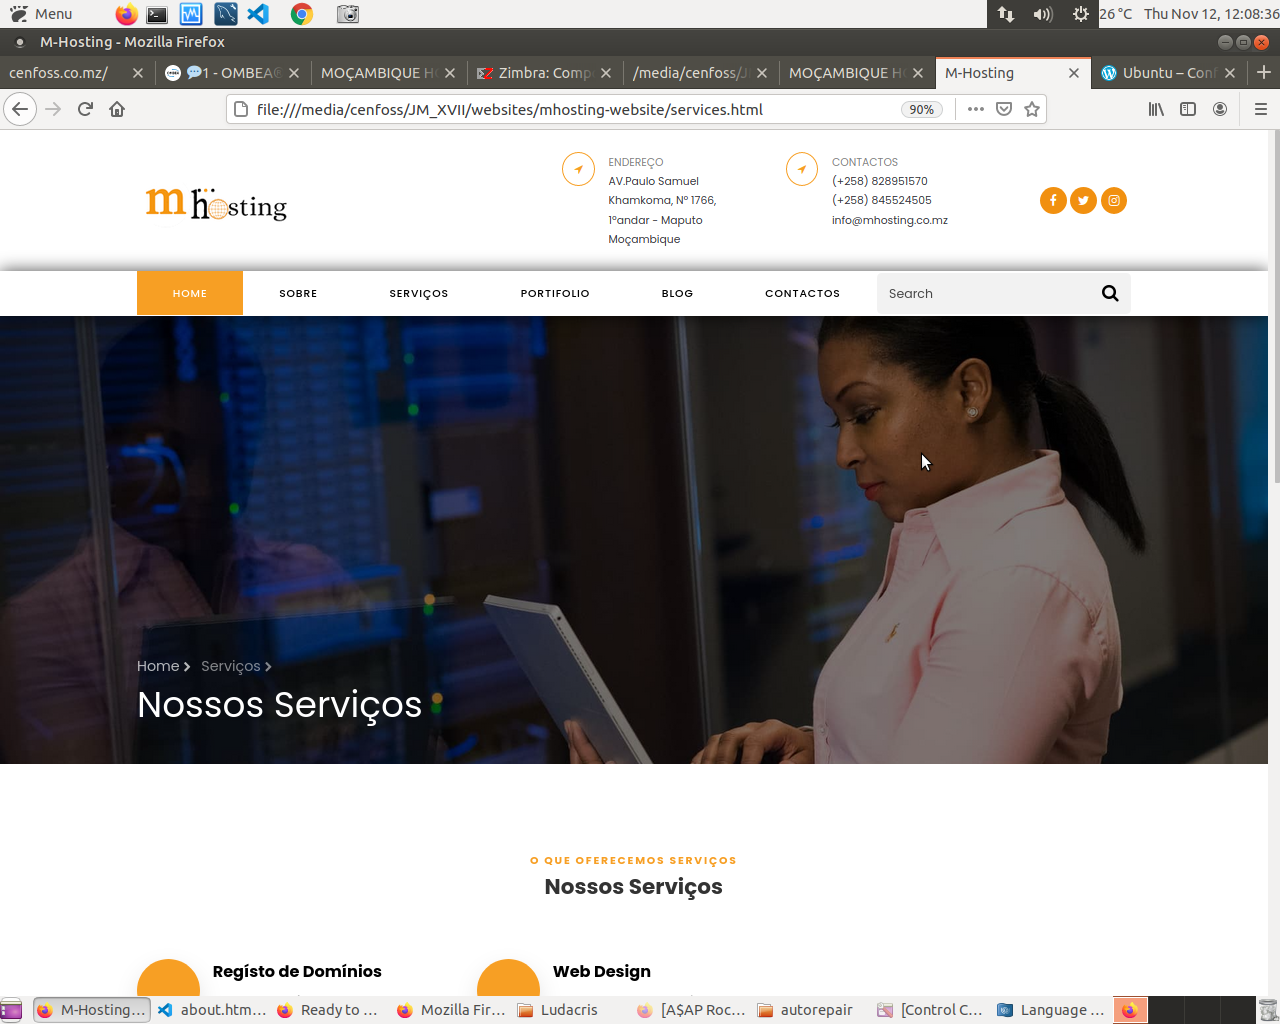 Menu
26 °C Thu Nov 12, 12:08:36
M-Hosting - Mozilla Firefox
cenfoss.co.mz/
1 - OMBEA
MOÇAMBIQUE H
Zimbra: Comp
/media/cenfoss/J
MOÇAMBIQUE H
M-Hosting
Ubuntu – Conf
file:///media/cenfoss/JM_XVII/websites/mhosting-website/services.html
90%
mhosting
ENDEREÇO
AV.Paulo Samuel
Khamkoma, Nº 1766,
1ºandar - Maputo
Moçambique
CONTACTOS
(+258) 828951570
(+258) 845524505
info@mhosting.co.mz
HOME SOBRE SERVIÇOS PORTIFOLIO BLOG CONTACTOS
Search
Home Serviços
Nossos Serviços
O QUE OFERECEMOS SERVIÇOS
Nossos Serviços
Regísto de Domínios
Web Design
M-Hosting...
about.htm...
Ready to ...
Mozilla Fir...
Ludacris
[A$AP Roc...
autorepair
[Control C...
Language ...